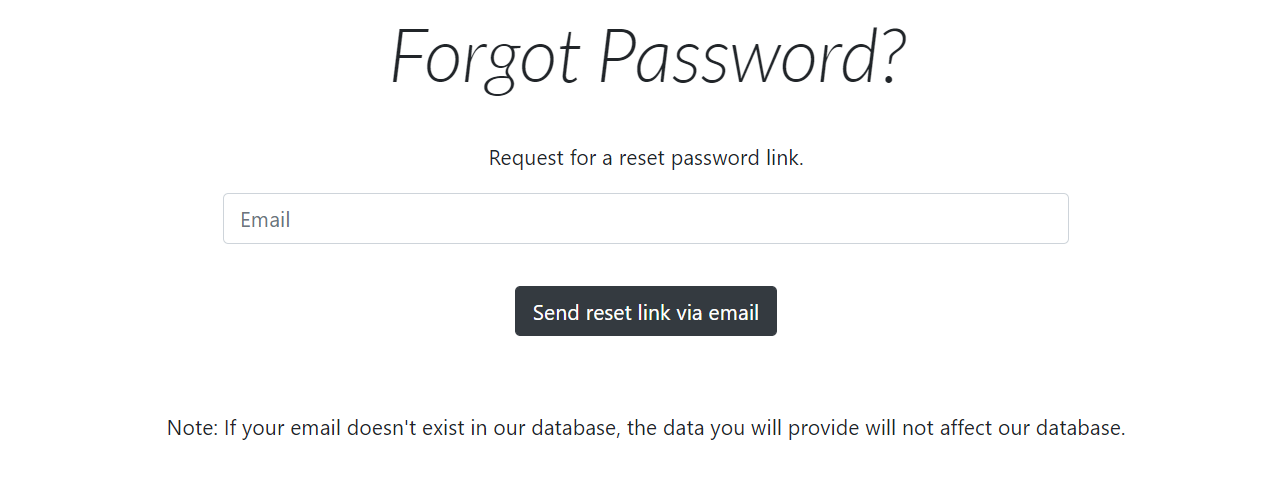 Forgot Password?
Request for a reset password link.
Email
Send reset link via email
Note: If your email doesn't exist in our database, the data you will provide will not affect our database.